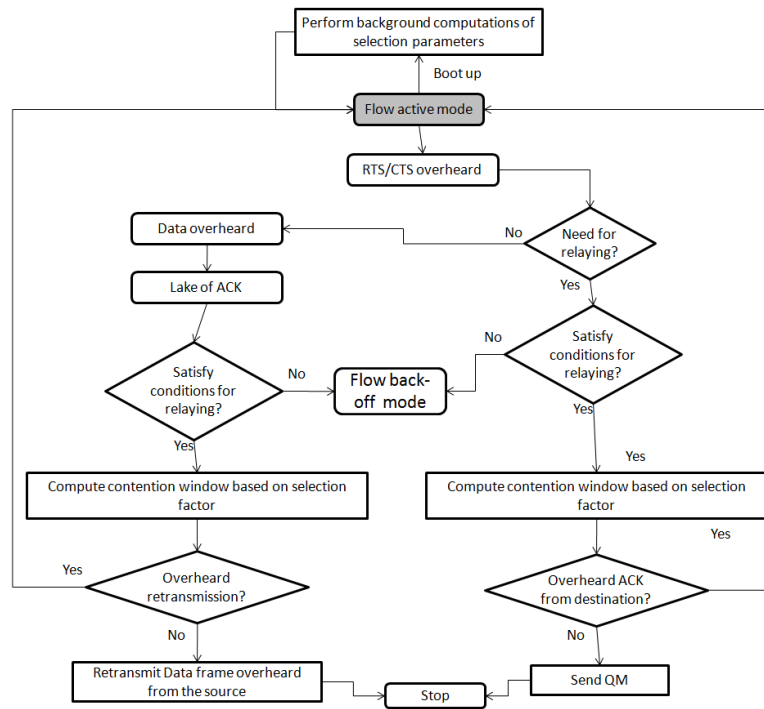 Perform background computations of
selection parameters
Boot up
Flow active mode
RTS/CTS overheard
Data overheard
No
Need for
relaying?
Lake of ACK
Yes
No
Satisfy
conditions for
relaying?
Satisfy
conditions for
relaying?
No
Flow back-
off mode
Yes
Yes
Yes
Compute contention window based on selection
factor
Compute contention window based on selection
factor
Yes
Yes
Overheard
retransmission?
Overheard ACK
from destination?
No
No
Retransmit Data frame overheard
from the source
Stop
Send QM